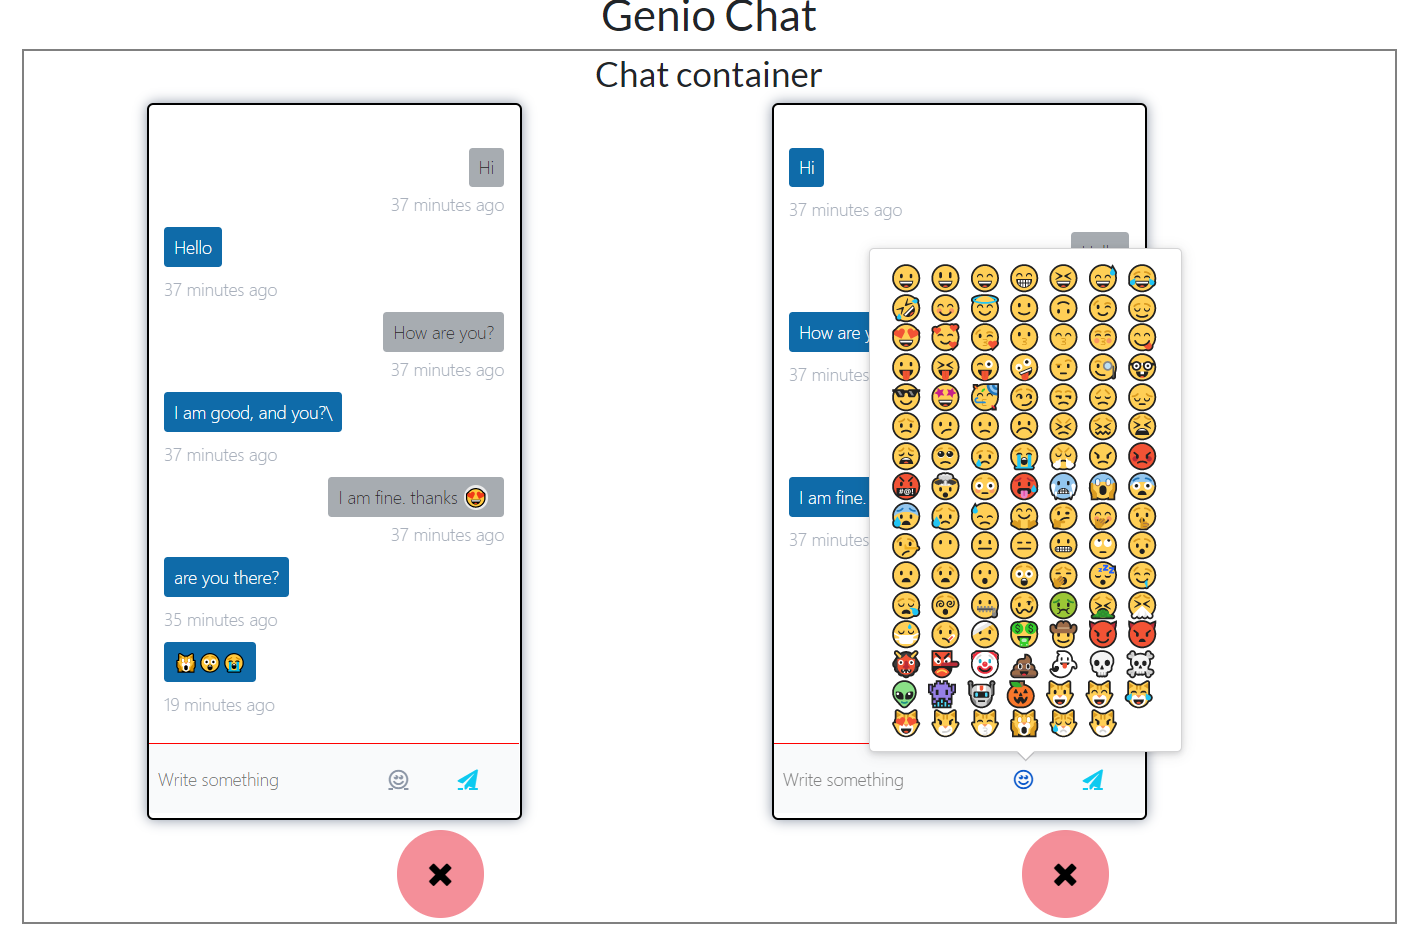 Genio Chat
Chat container
Hi
37 minutes ago
Hello
37 minutes ago
How are you?
37 minutes ago
I am good, and you?\
37 minutes ago
I am fine. thanks 😍
37 minutes ago
are you there?
35 minutes ago
🙀😲😭
19 minutes ago
Write something
Hi
37 minutes ago
How are
37 minutes
I am fine.
37 minutes
Write something